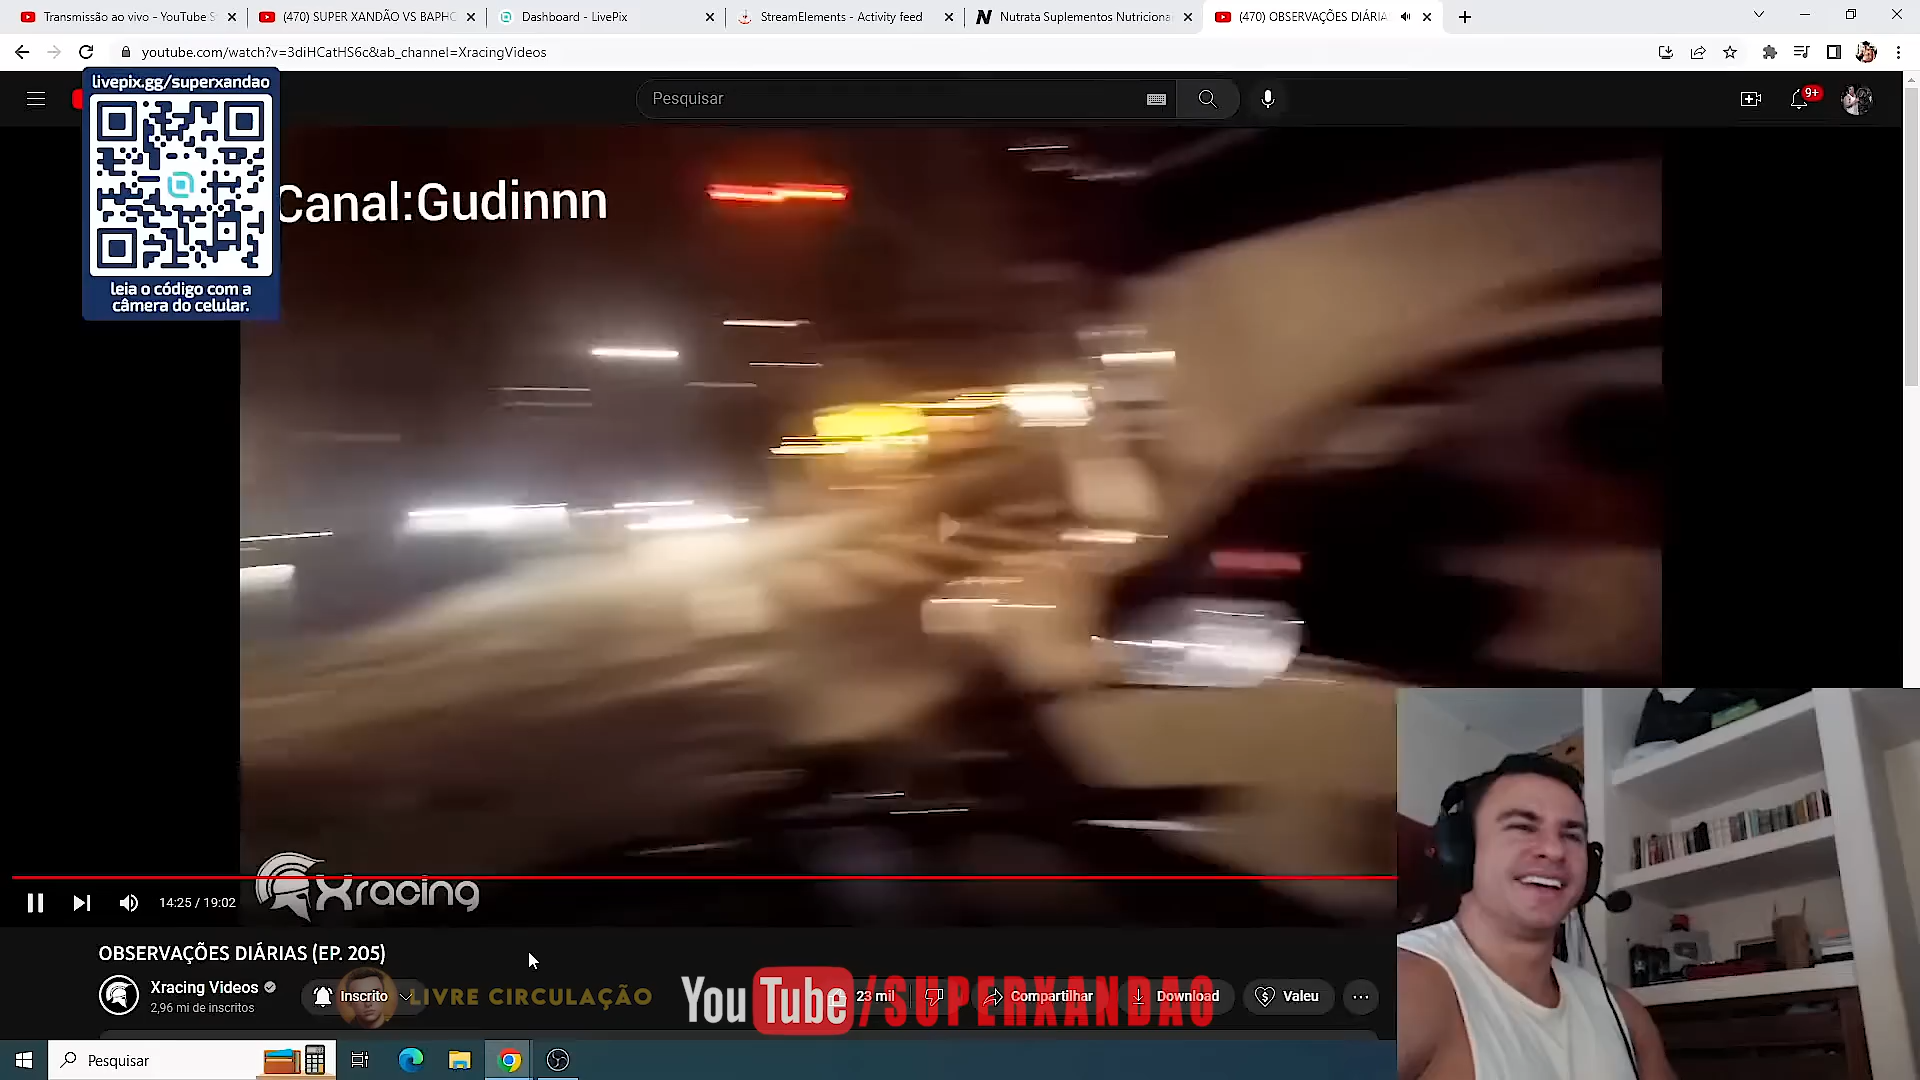 Transmissão ao vivo - YouTube S
(470) SUPER XANDÃO VS BAPHO
Dashboard - LivePix
StreamElements - Activity feed
Nutrata Suplementos Nutriciona
(470) OBSERVAÇÕES DIÁRIA
youtube.com/watch?v=3diHCatHS6c&ab_channel=XracingVideos
livepix.gg/superxandao
Pesquisar
9+
leia o código com a
câmera do celular.
Canal:Gudinnn
Xracing
14:25 / 19:02
OBSERVAÇÕES DIÁRIAS (EP. 205)
Xracing Videos
2,96 mi de inscritos
Inscrito
LIVRE CIRCULAÇÃO
YouTube/SUPERXANDAO
23 mil
Compartilhar
Download
Valeu
Pesquisar